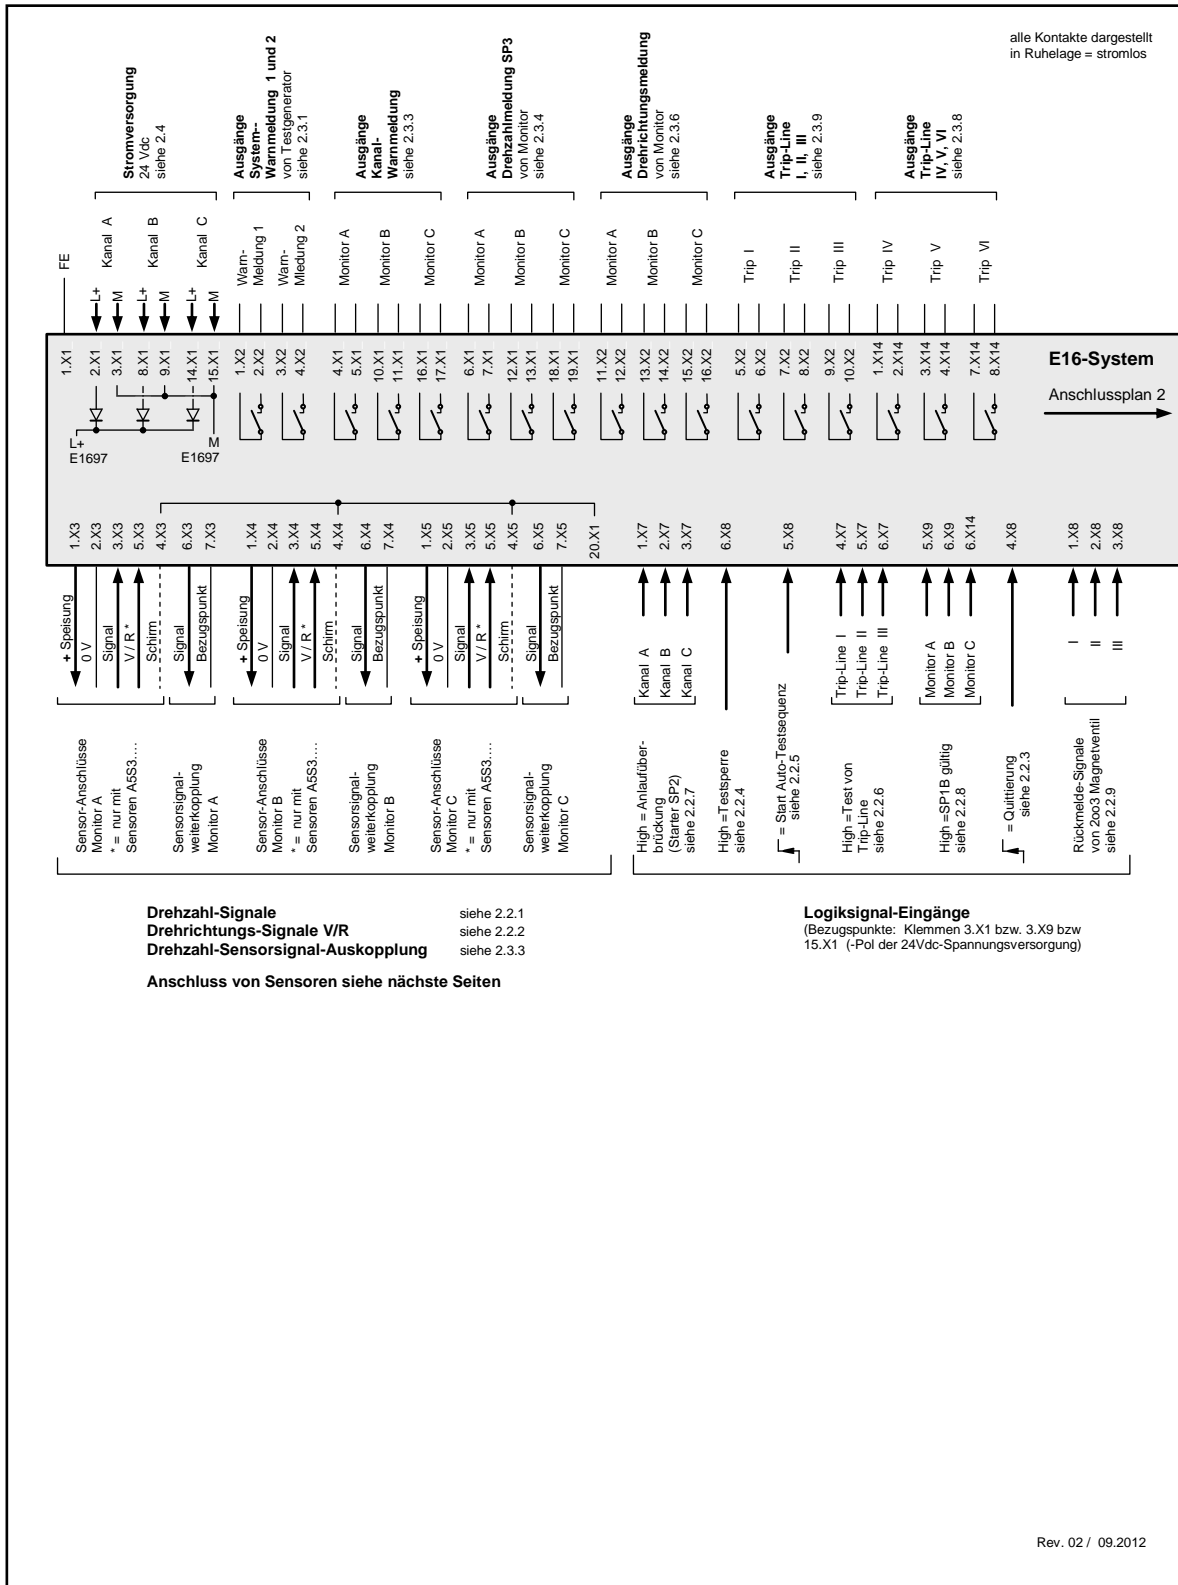 alle Kontakte dargestellt
in Ruhelage = stromlos
Stromversorgung
24 Vdc
siehe 2.4
Ausgänge
System--
Warnmeldung 1 und 2
von Testgenerator
siehe 2.3.1
Ausgänge
Kanal-
Warnmeldung
siehe 2.3.3
Ausgänge
Drehzahlmeldung SP3
von Monitor
siehe 2.3.4
Ausgänge
Drehrichtungsmeldung
von Monitor
siehe 2.3.6
Ausgänge
Trip-Line
I, II, III
siehe 2.3.9
Ausgänge
Trip-Line
IV, V, VI
siehe 2.3.8
FE
Kanal A
L+
M
Kanal B
L+
M
Kanal C
L+
M
Warn-
Meldung 1
Warn-
Mledung 2
Monitor A
Monitor B
Monitor C
Monitor A
Monitor B
Monitor C
Monitor A
Monitor B
Monitor C
Trip I
Trip II
Trip III
Trip IV
Trip V
Trip VI
1.X1
2.X1
3.X1
8.X1
9.X1
14.X1
15.X1
1.X2
2.X2
3.X2
4.X2
4.X1
5.X1
10.X1
11.X1
16.X1
17.X1
6.X1
7.X1
12.X1
13.X1
18.X1
19.X1
11.X2
12.X2
13.X2
14.X2
15.X2
16.X2
5.X2
6.X2
7.X2
8.X2
9.X2
10.X2
1.X14
2.X14
3.X14
4.X14
7.X14
8.X14
E16-System
Anschlussplan 2
L+
E1697
M
E1697
1.X3
2.X3
3.X3
5.X3
4.X3
6.X3
7.X3
1.X4
2.X4
3.X4
5.X4
4.X4
6.X4
7.X4
1.X5
2.X5
3.X5
5.X5
4.X5
6.X5
7.X5
20.X1
1.X7
2.X7
3.X7
6.X8
5.X8
4.X7
5.X7
6.X7
5.X9
6.X9
6.X14
4.X8
1.X8
2.X8
3.X8
+ Speisung
0 V
Signal
V / R *
Schirm
Signal
Bezugspunkt
+ Speisung
0 V
Signal
V / R *
Schirm
Signal
Bezugspunkt
+ Speisung
0 V
Signal
V / R *
Schirm
Signal
Bezugspunkt
Kanal A
Kanal B
Kanal C
Trip-Line I
Trip-Line II
Trip-Line III
Monitor A
Monitor B
Monitor C
I
II
III
Sensor-Anschlüsse
Monitor A
* = nur mit
Sensoren A5S3....
Sensorsignal-
weiterkopplung
Monitor A
Sensor-Anschlüsse
Monitor B
* = nur mit
Sensoren A5S3....
Sensorsignal-
weiterkopplung
Monitor B
Sensor-Anschlüsse
Monitor C
* = nur mit
Sensoren A5S3....
Sensorsignal-
weiterkopplung
Monitor C
High = Anlaufüber-
brückung
(Starter SP2)
siehe 2.2.7
High =Testsperre
siehe 2.2.4
= Start Auto-Testsequenz
siehe 2.2.5
High =Test von
Trip-Line
siehe 2.2.6
High =SP1B gültig
siehe 2.2.8
= Quittierung
siehe 2.2.3
Rückmelde-Signale
von 2oo3 Magnetventil
siehe 2.2.9
Drehzahl-Signale siehe 2.2.1
Drehrichtungs-Signale V/R siehe 2.2.2
Drehzahl-Sensorsignal-Auskopplung siehe 2.3.3
Anschluss von Sensoren siehe nächste Seiten
Logiksignal-Eingänge
(Bezugspunkte: Klemmen 3.X1 bzw. 3.X9 bzw
15.X1 (-Pol der 24Vdc-Spannungsversorgung)
Rev. 02 / 09.2012